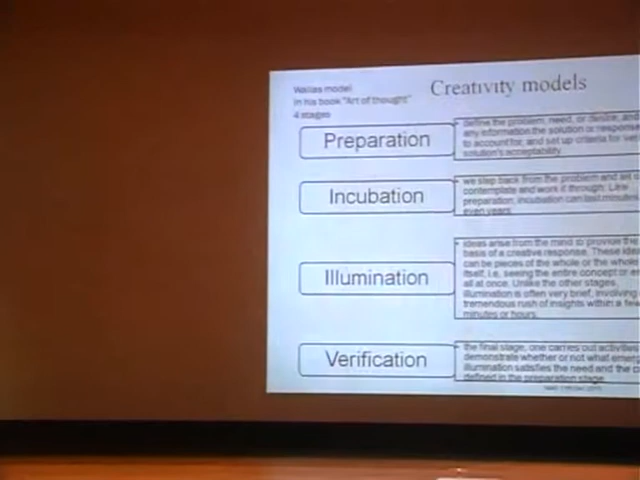 Creativity models
Wallas model
In his book "Art of thought"
4 stages
Preparation
define the problem, need, or desire, and
any information the solution or response
to account for, and set up criteria for
solution's acceptability.
Incubation
we step back from the problem and
contemplate and work it through. Like
preparation, incubation can last minutes
even years.
Illumination
ideas arise from the mind to provide the
basis of a creative response. These
can be pieces of the whole or the whole
itself, i.e. seeing the entire concept or
all at once. Unlike the other stages,
illumination is often very brief, involving
tremendous rush of insights within a few
minutes or hours.
Verification
the final stage, one carries out
demonstrate whether or not what
illumination satisfies the need and the
defined in the preparation stage.